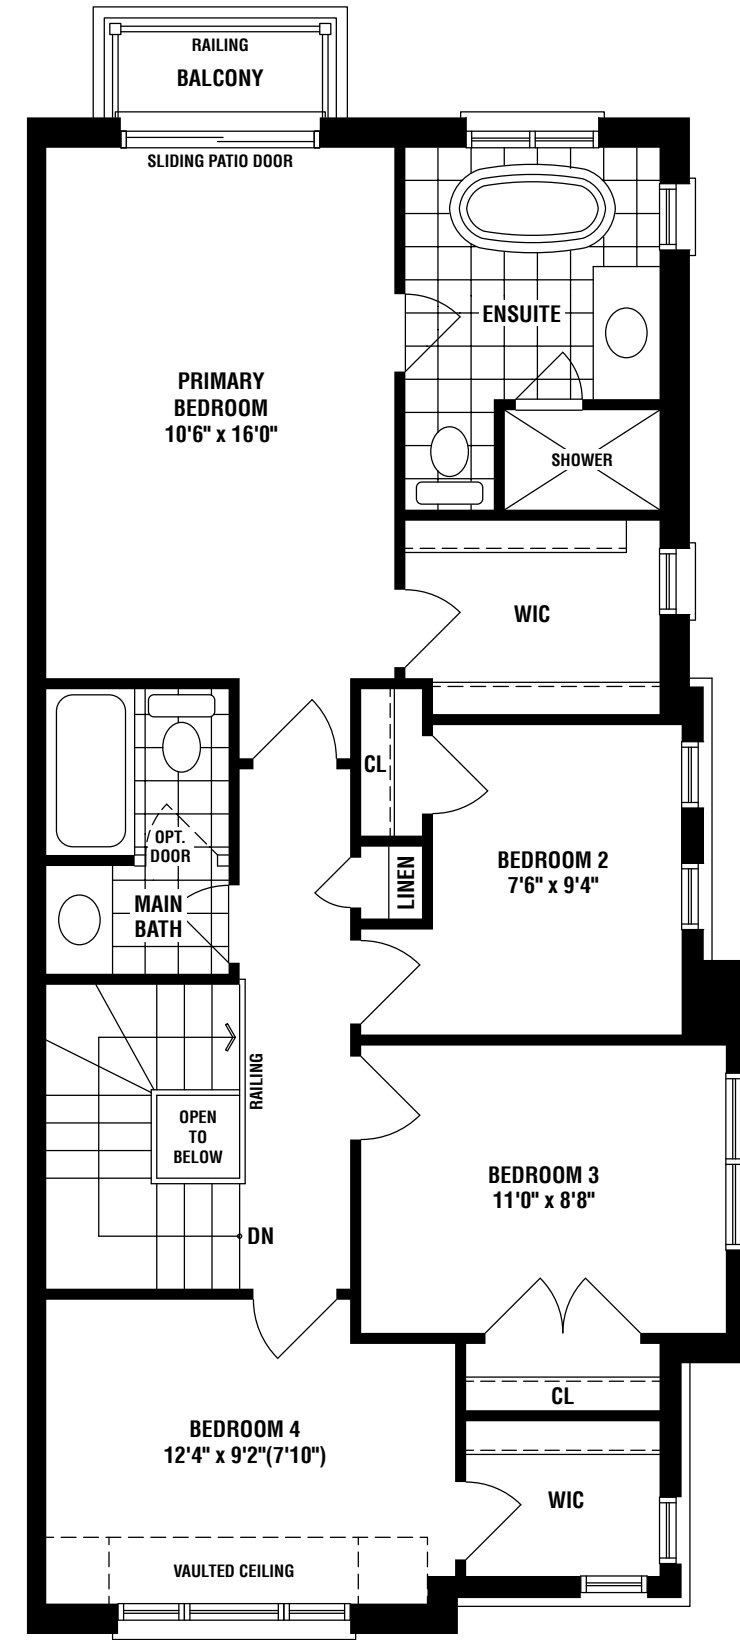 RAILING
BALCONY
SLIDING PATIO DOOR
ENSUITE
PRIMARY
BEDROOM
10'6" x 16'0"
SHOWER
WIC
CL
OPT.
DOOR
LINEN
BEDROOM 2
7'6" x 9'4"
MAIN
BATH
RAILING
OPEN
TO
BELOW
BEDROOM 3
11'0" x 8'8"
DN
CL
BEDROOM 4
12'4" x 9'2"(7'10")
WIC
VAULTED CEILING